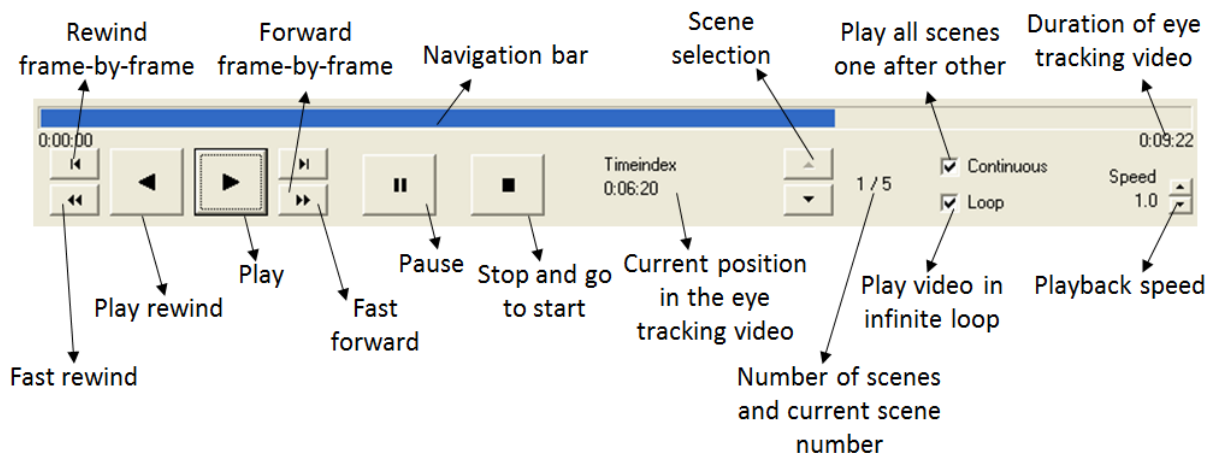 Rewind
frame-by-frame
Forward
frame-by-frame
Navigation bar
Scene
selection
Play all scenes
one after other
Duration of eye
tracking video
0:00:00
0:09:22
Timeindex
0:06:20
1 / 5
Continuous
Loop
Speed
1.0
Fast rewind
Play rewind
Play
Fast
forward
Pause
Stop and go
to start
Current position
in the eye
tracking video
Number of scenes
and current scene
number
Play video in
infinite loop
Playback speed